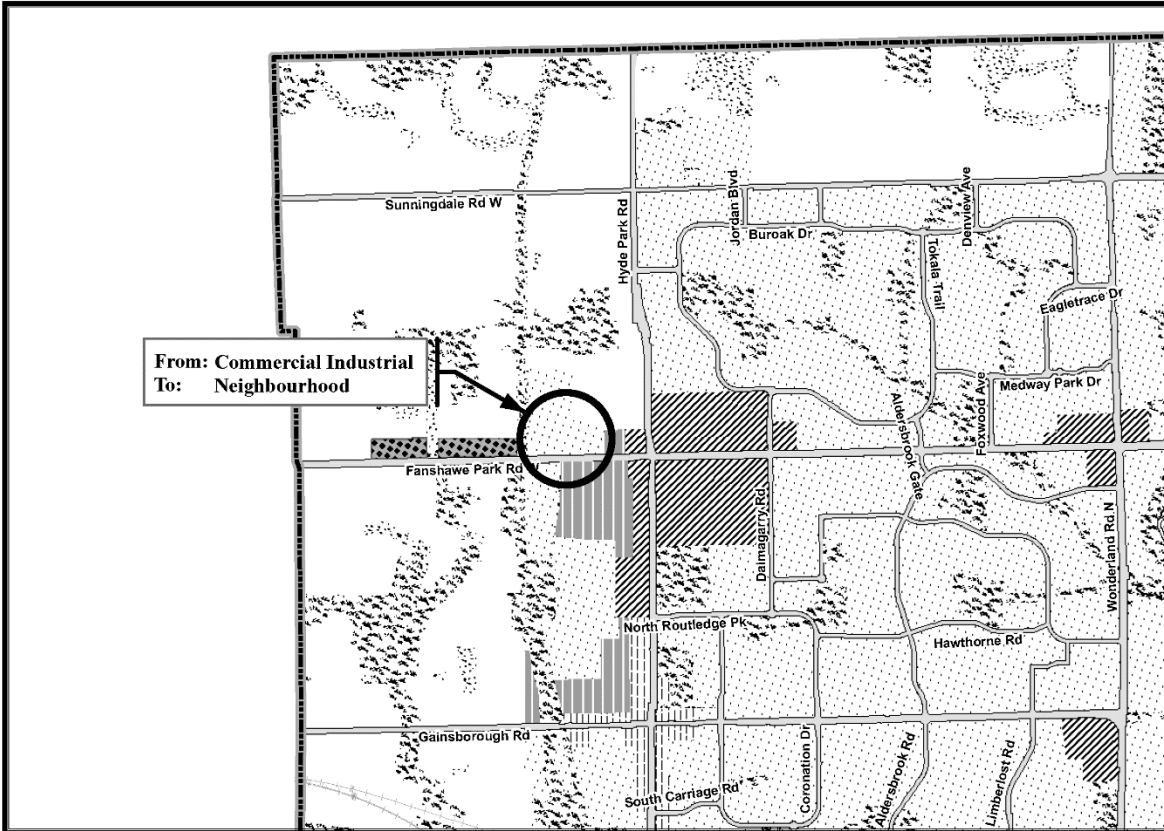 Sunningdale Rd W
Hyde Park Rd
Jordan Blvd
Buroak Dr
Denview Ave
Tokala Trail
Eagletrace Dr
From: Commercial Industrial
To: Neighbourhood
Medway Park Dr
Foxwood Ave
Aldersbrook Gate
Fanshawe Park Rd W
Dalmagarry Rd
Wonderland Rd N
North Routledge Pk
Hawthorne Rd
Gainsborough Rd
South Carriage Rd
Coronation Dr
Aldersbrook Rd
Limberlost Rd